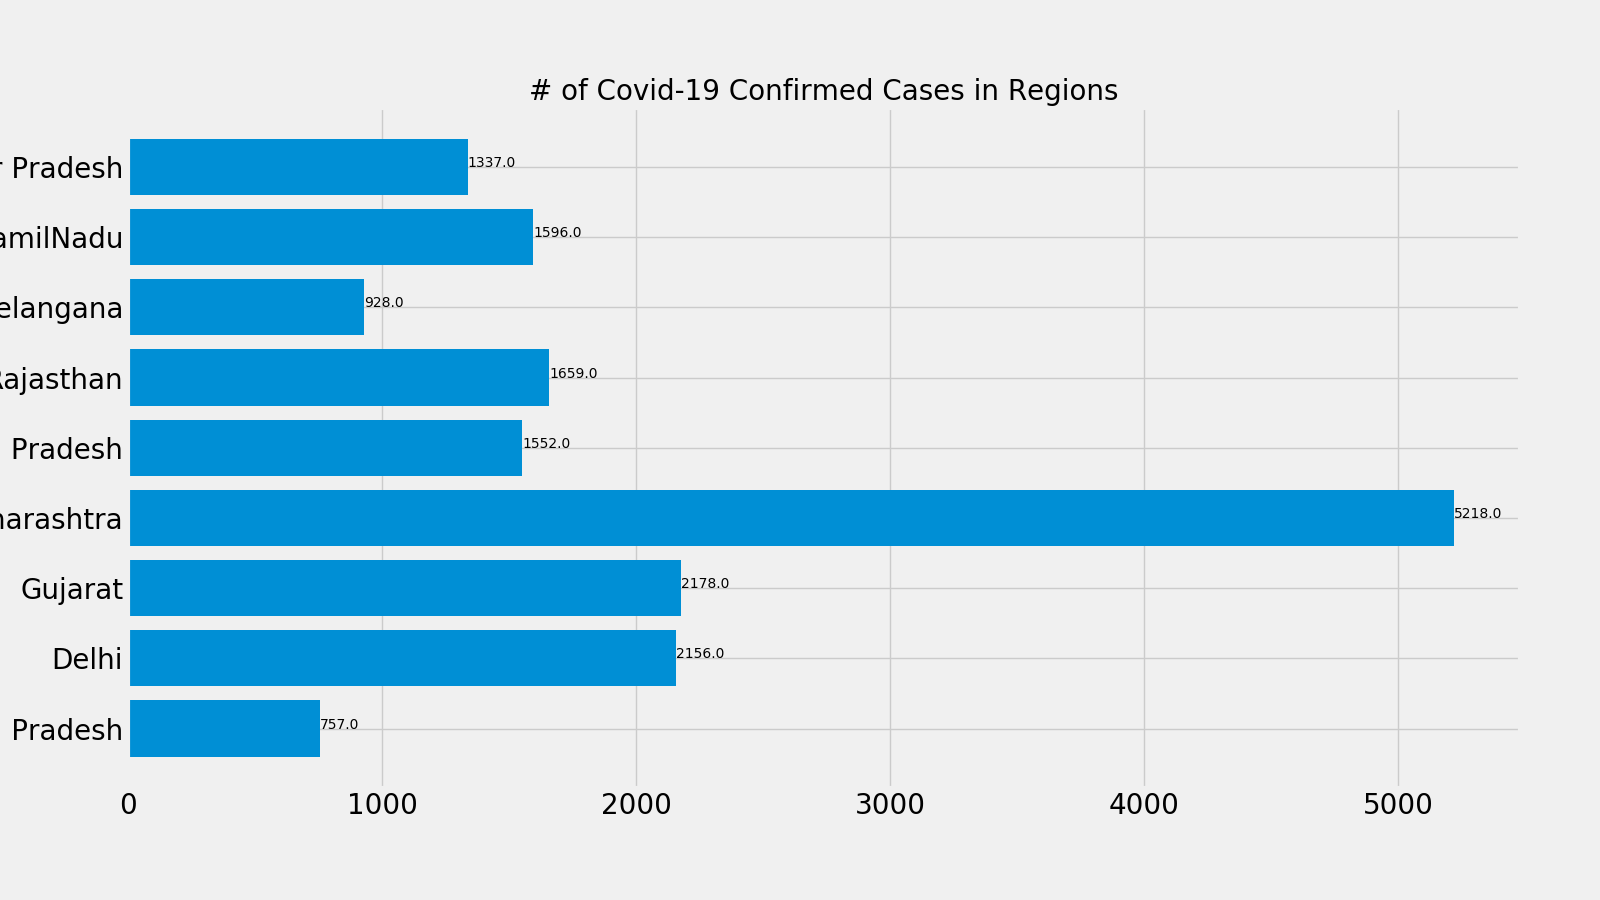 # of Covid-19 Confirmed Cases in Regions
r Pradesh
1337.0
amilNadu
1596.0
elangana
928.0
Rajasthan
1659.0
Pradesh
1552.0
harashtra
5218.0
Gujarat
2178.0
Delhi
2156.0
Pradesh
757.0
0 1000 2000 3000 4000 5000